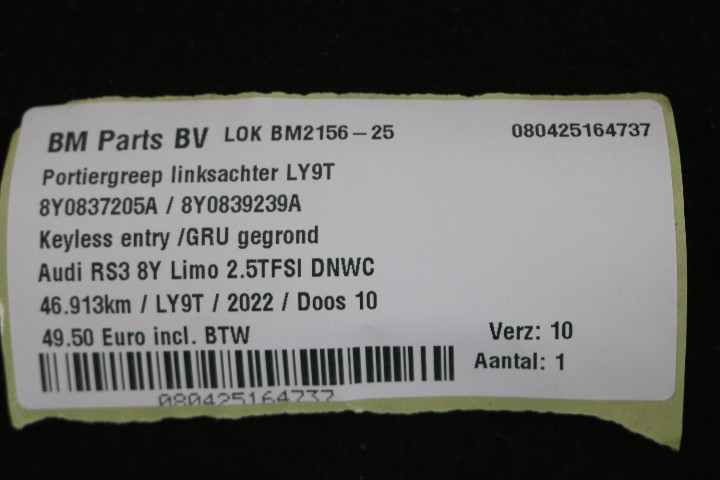 BM Parts BV LOK BM2156-25 080425164737
Portiergreep linksachter LY9T
8Y0837205A / 8Y0839239A
Keyless entry /GRU gegrond
Audi RS3 8Y Limo 2.5TFSI DNWC
46.913km / LY9T / 2022 / Doos 10
49.50 Euro incl. BTW Verz: 10
Aantal: 1
080425164737